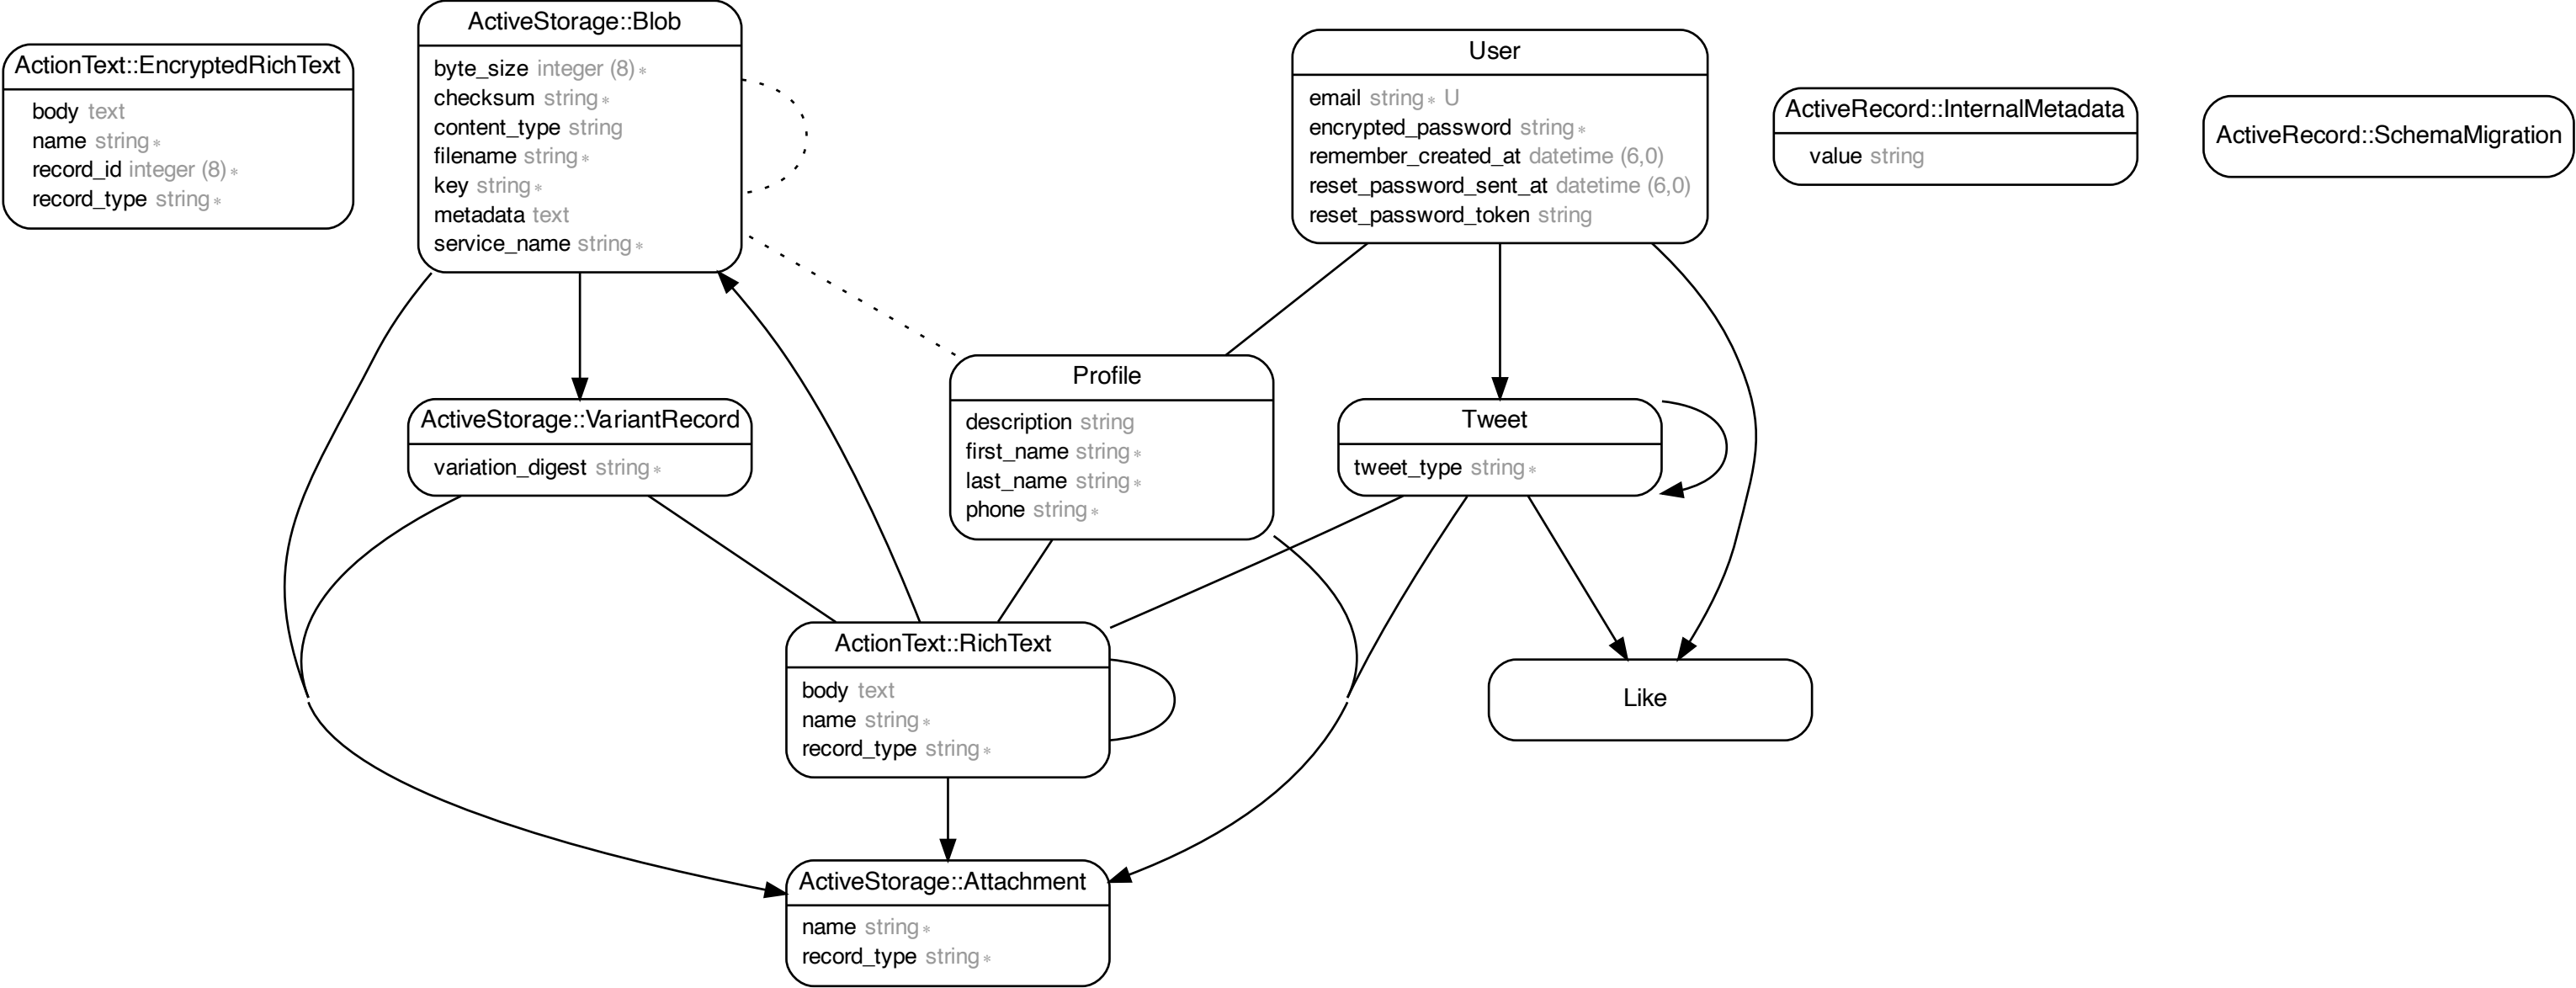 ActionText::EncryptedRichText
body text
name string *
record_id integer (8) *
record_type string *
ActiveStorage::Blob
byte_size integer (8) *
checksum string *
content_type string
filename string *
key string *
metadata text
service_name string *
User
email string * U
encrypted_password string *
remember_created_at datetime (6,0)
reset_password_sent_at datetime (6,0)
reset_password_token string
ActiveRecord::InternalMetadata
value string
ActiveRecord::SchemaMigration
ActiveStorage::VariantRecord
variation_digest string *
Profile
description string
first_name string *
last_name string *
phone string *
Tweet
tweet_type string *
ActionText::RichText
body text
name string *
record_type string *
Like
ActiveStorage::Attachment
name string *
record_type string *